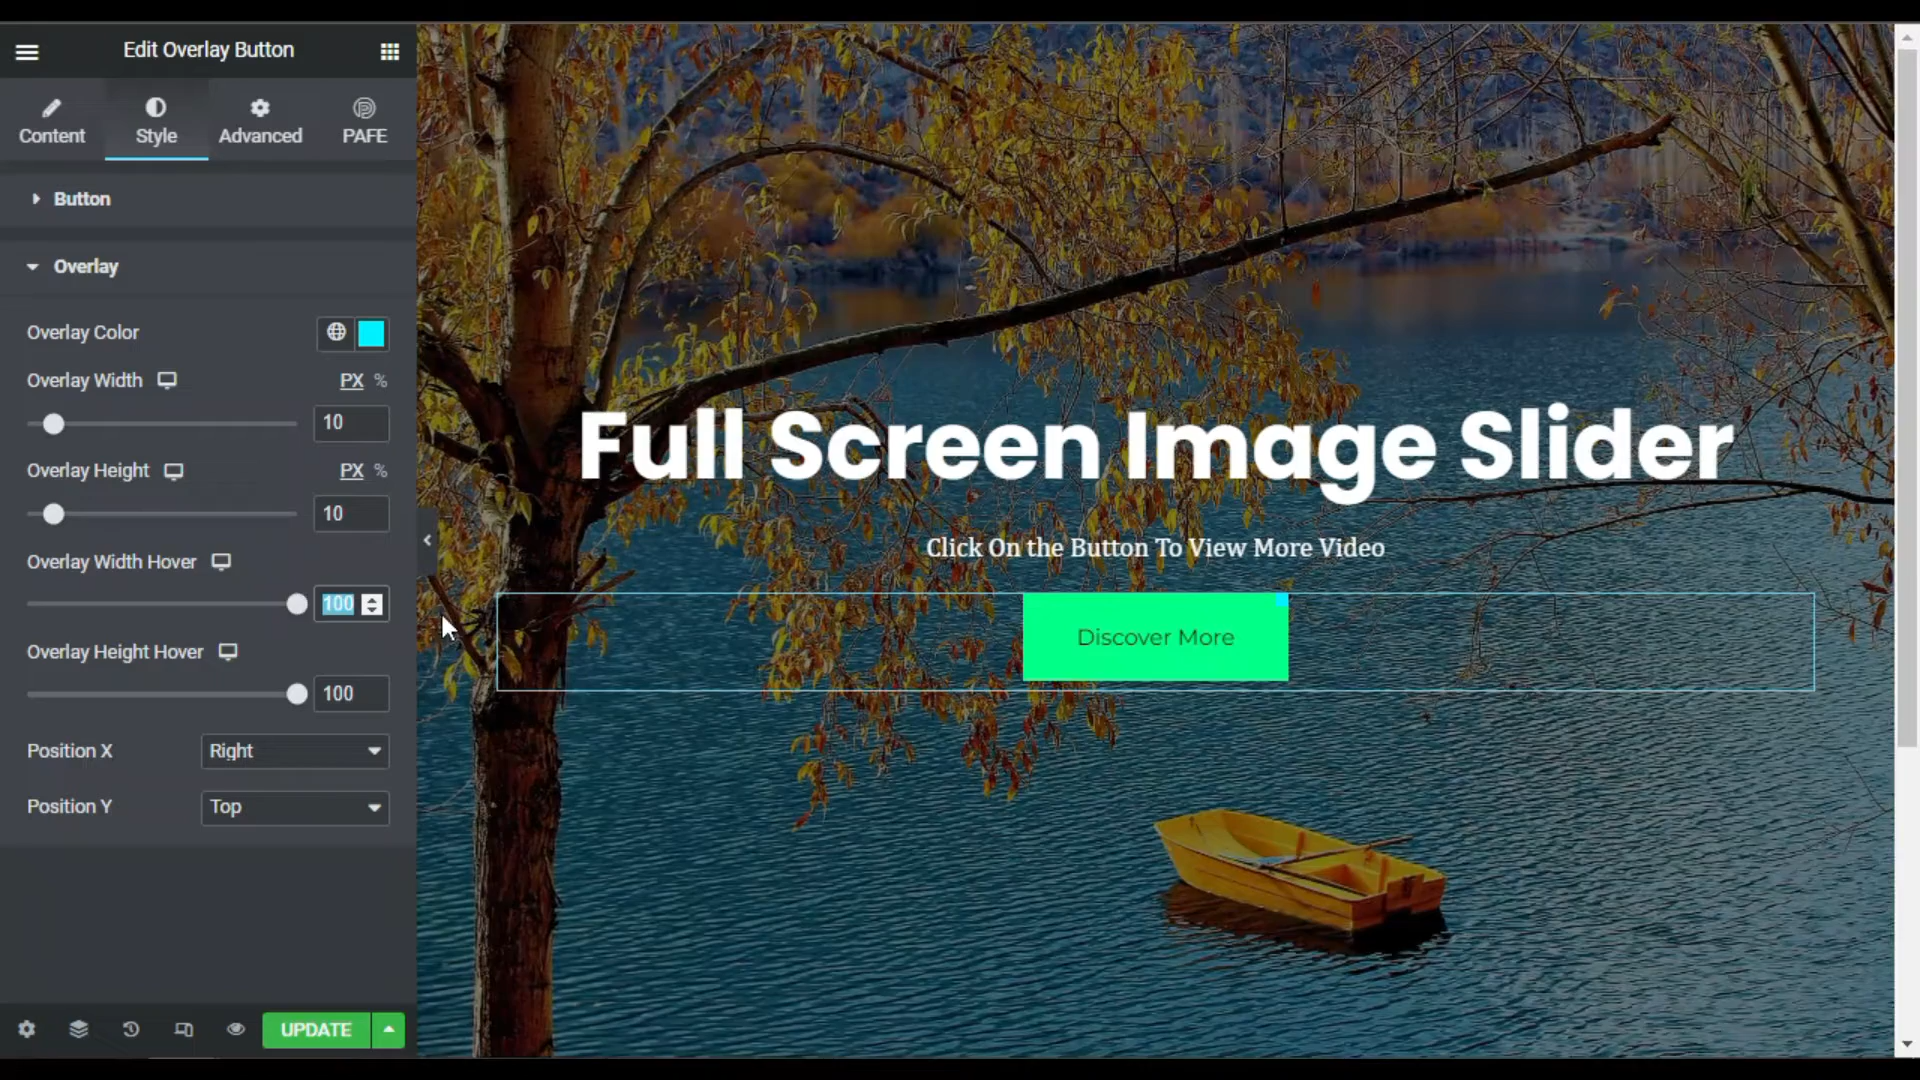 Edit Overlay Button
Content
Style
Advanced
PAFE
Button
Overlay
Overlay Color
Overlay Width
PX %
10
Overlay Height
PX %
10
Overlay Width Hover
100
Overlay Height Hover
100
Position X
Right
Position Y
Top
UPDATE
Full Screen Image Slider
Click On the Button To View More Video
Discover More